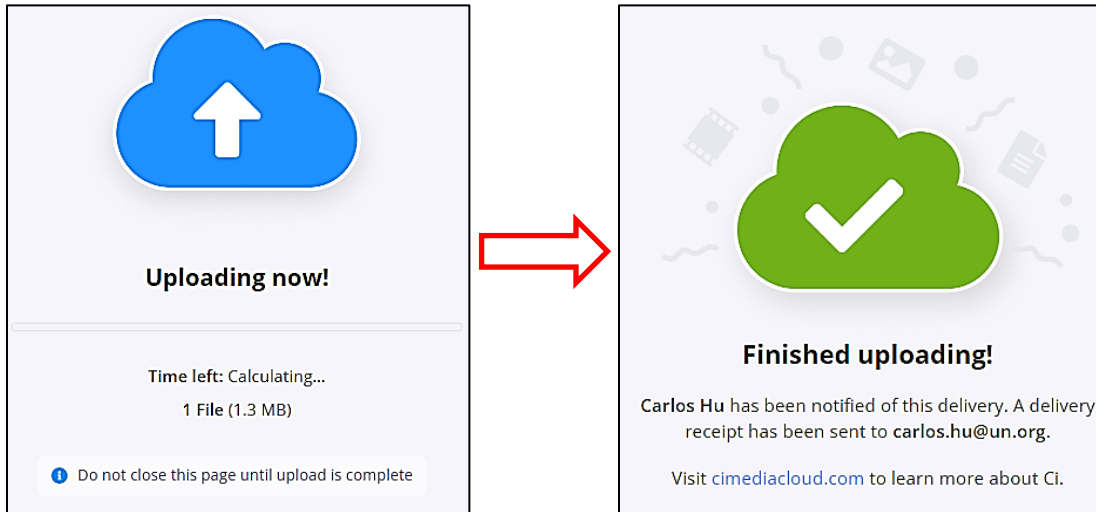 Uploading now!
Time left: Calculating...
1 File (1.3 MB)
Do not close this page until upload is complete
Finished uploading!
Carlos Hu has been notified of this delivery. A delivery
receipt has been sent to carlos.hu@un.org.
Visit cimediacloud.com to learn more about Ci.